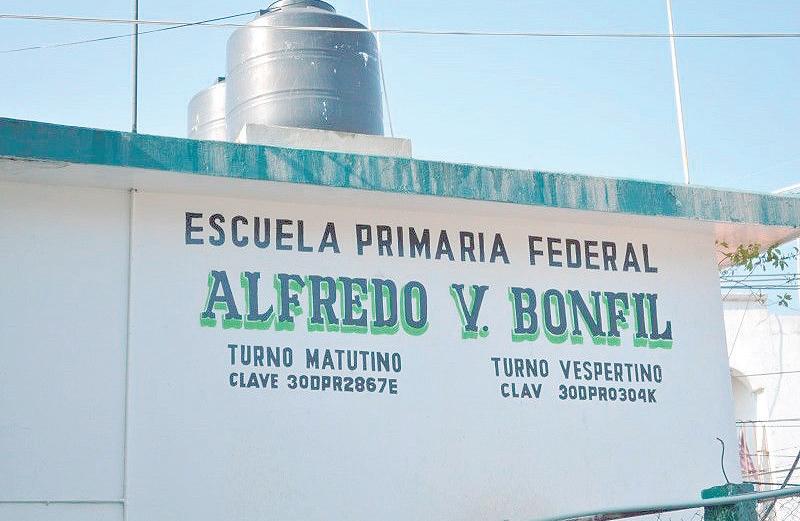 ESCUELA PRIMARIA FEDERAL
ALFREDO V. BONFIL
TURNO MATUTINO
CLAVE 30DPR2867E
TURNO VESPERTINO
CLAV 30DPR0304K